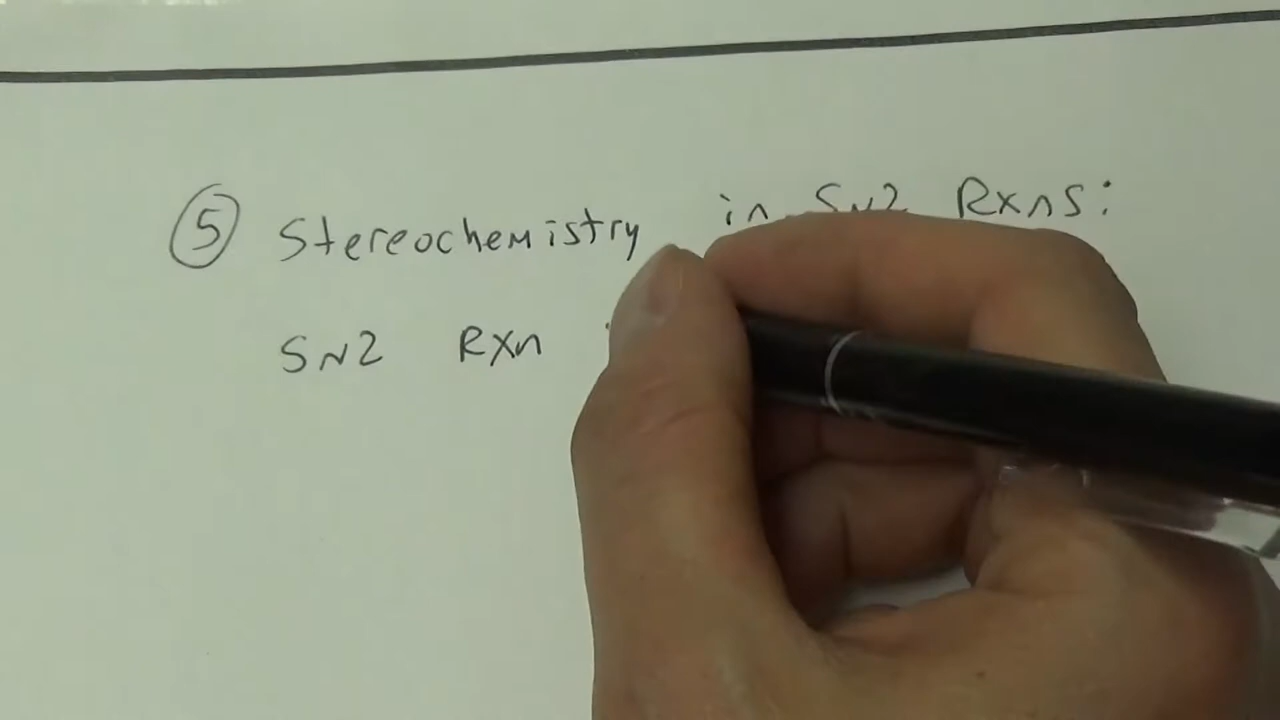 ⑤ Stereochemistry in SN2 Rxns:
SN2 Rxn